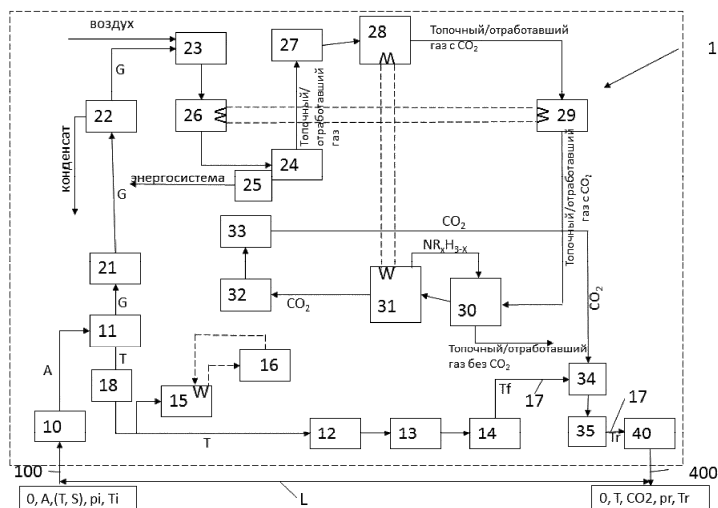 воздух
23
27
28
Топочный/отработавший
газ с CO2
1
G
22
26
Топочный/
отработавший
газ
29
конденсат
24
энергосистема
25
G
Топочный/отработавший газ с CO2
33
CO2
NRxH3-X
21
32
CO2
31
30
CO2
G
11
A
T
Топочный/отработавший
газ без CO2
18
16
15
W
34
Tf
17
10
T
12
13
14
35
17
Tr
40
100
400
0, A,(T, S), pi, Ti
L
0, T, CO2, pr, Tr